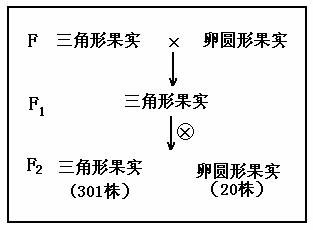 F 三角形果实 × 卵圆形果实
F₁ 三角形果实
⊗
F₂ 三角形果实 卵圆形果实
(301株) (20株)